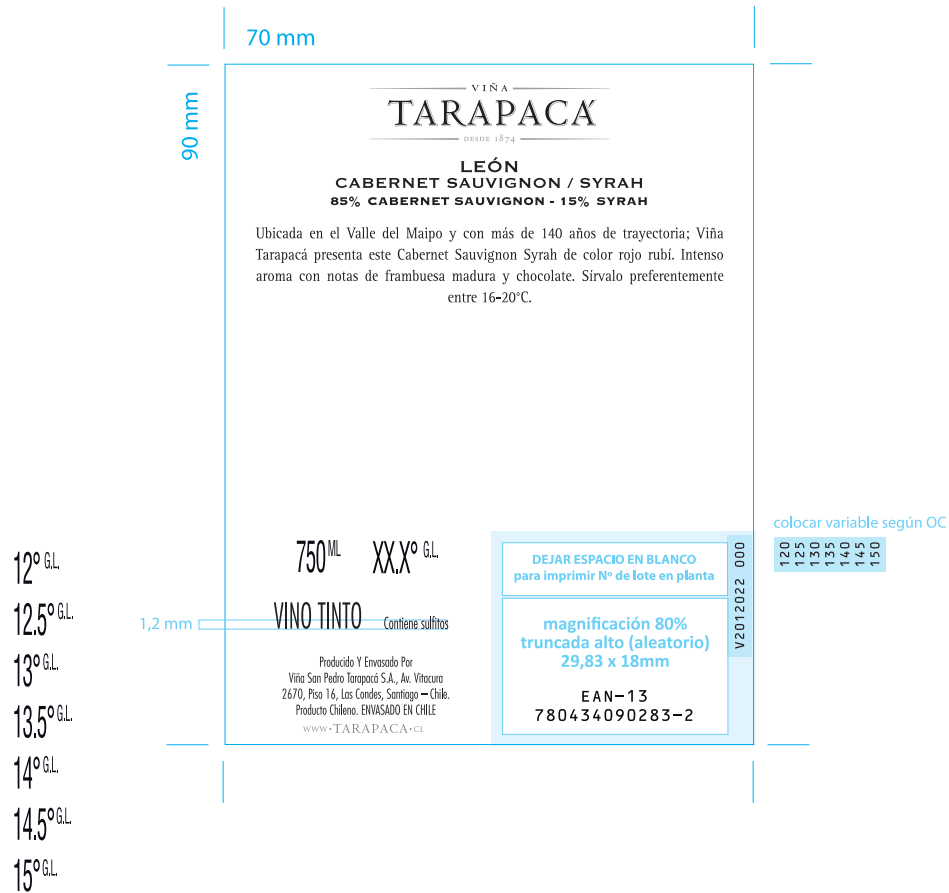 70 mm
90 mm
VIÑA
TARAPACÁ
DESDE 1874
LEÓN
CABERNET SAUVIGNON / SYRAH
85% CABERNET SAUVIGNON - 15% SYRAH
Ubicada en el Valle del Maipo y con más de 140 años de trayectoria; Viña
Tarapacá presenta este Cabernet Sauvignon Syrah de color rojo rubí. Intenso
aroma con notas de frambuesa madura y chocolate. Sírvalo preferentemente
entre 16-20°C.
750 ML XX.X° G.L.
VINO TINTO Contiene sulfitos
1,2 mm
Producido Y Envasado Por
Viña San Pedro Tarapacá S.A., Av. Vitacura
2670, Piso 16, Las Condes, Santiago – Chile.
Producto Chileno. ENVASADO EN CHILE
WWW·TARAPACA·CL
DEJAR ESPACIO EN BLANCO
para imprimir Nº de lote en planta
magnificación 80%
truncada alto (aleatorio)
29,83 x 18mm
EAN-13
780434090283-2
V2012022 000
colocar variable según OC
120
125
130
135
140
145
150
12° G.L.
12.5° G.L.
13° G.L.
13.5° G.L.
14° G.L.
14.5° G.L.
15° G.L.